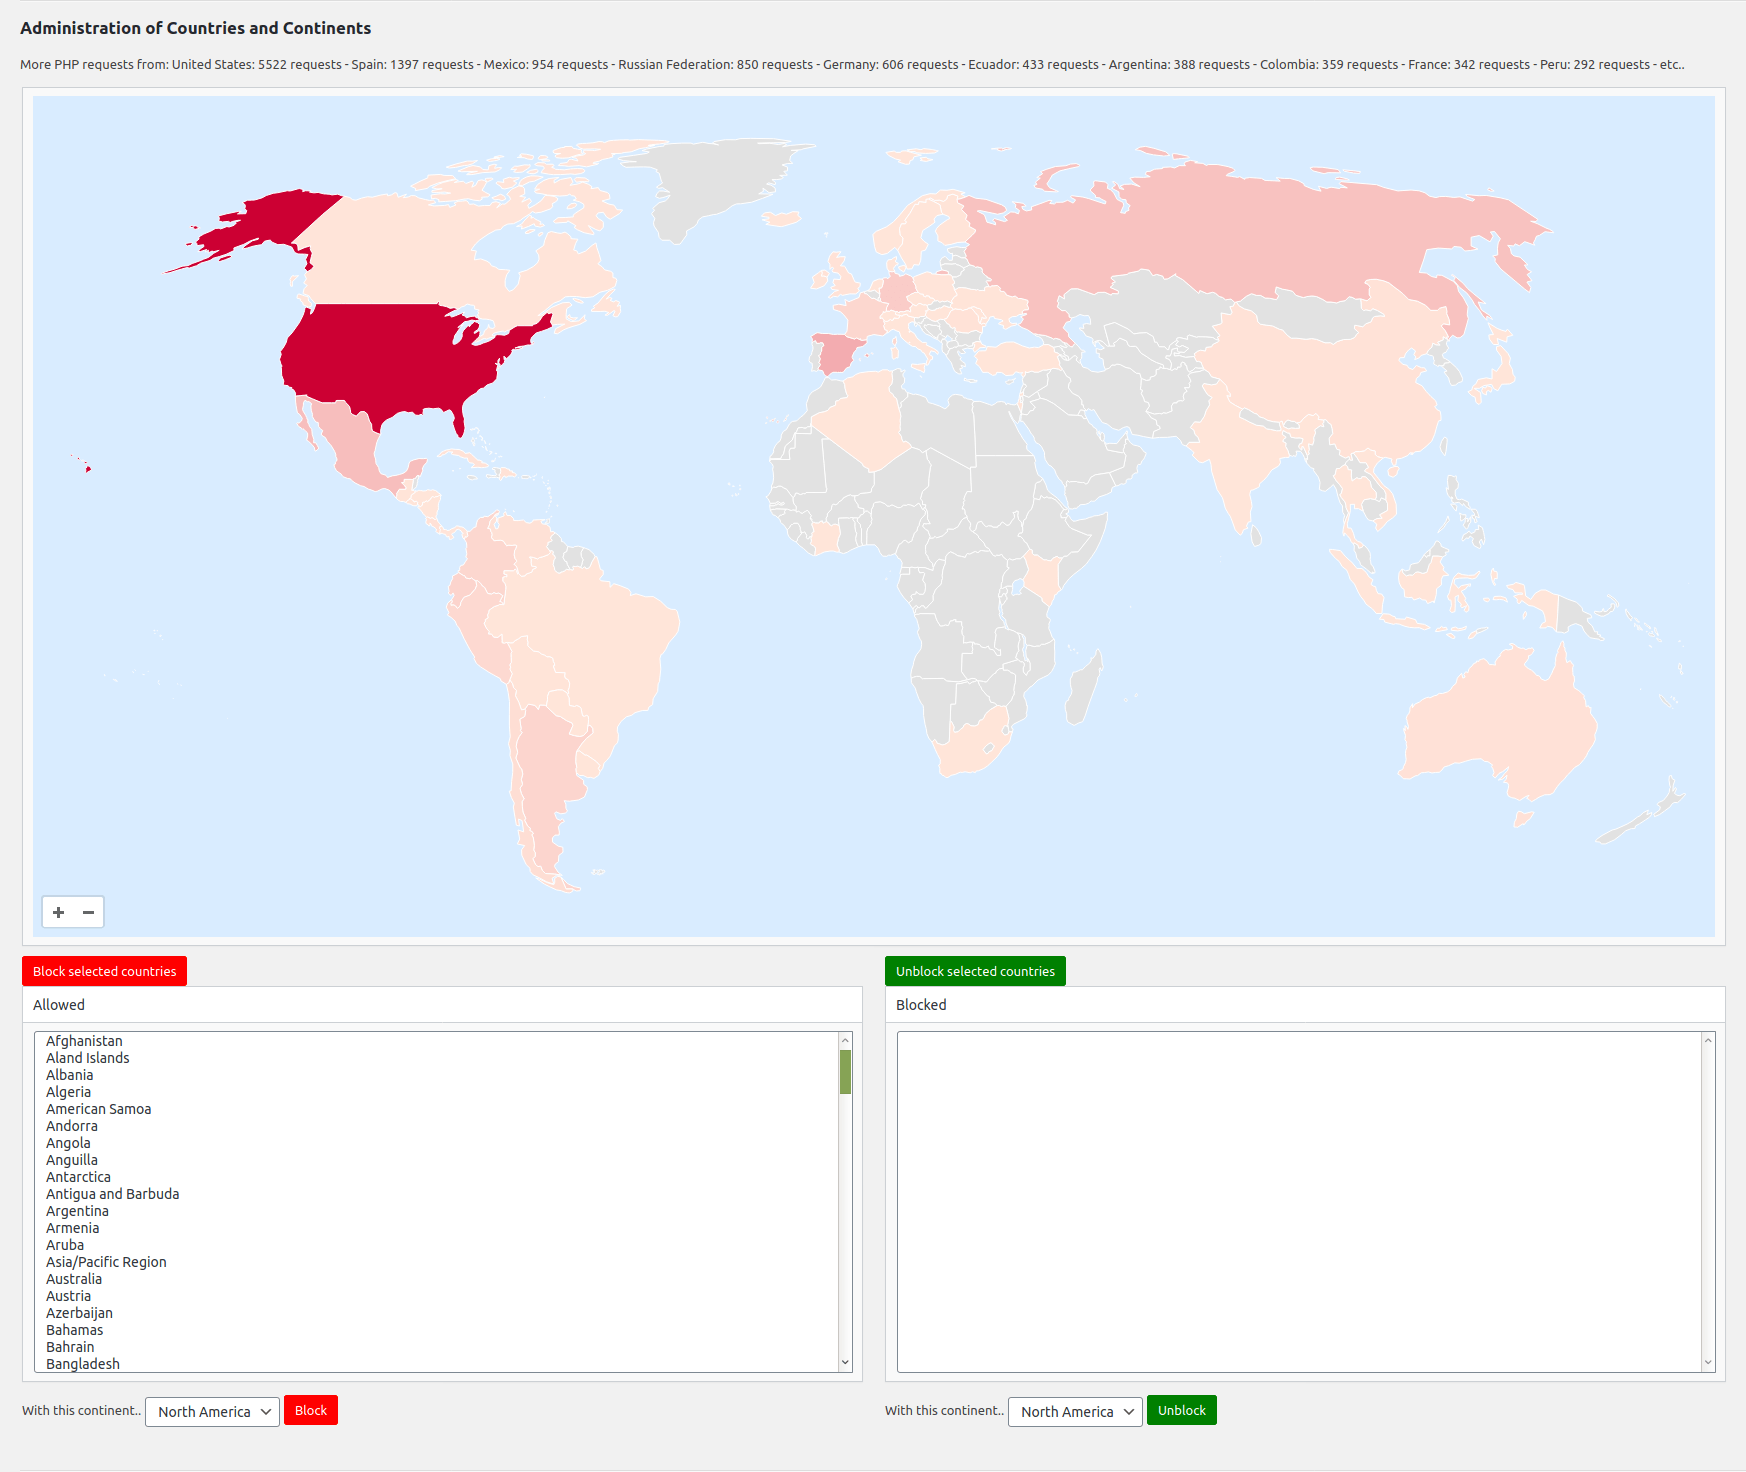 Administration of Countries and Continents
More PHP requests from: United States: 5522 requests - Spain: 1397 requests - Mexico: 954 requests - Russian Federation: 850 requests - Germany: 606 requests - Ecuador: 433 requests - Argentina: 388 requests - Colombia: 359 requests - France: 342 requests - Peru: 292 requests - etc..
Block selected countries
Allowed
Afghanistan
Aland Islands
Albania
Algeria
American Samoa
Andorra
Angola
Anguilla
Antarctica
Antigua and Barbuda
Argentina
Armenia
Aruba
Asia/Pacific Region
Australia
Austria
Azerbaijan
Bahamas
Bahrain
Bangladesh
With this continent.. North America Block
Unblock selected countries
Blocked
With this continent.. North America Unblock